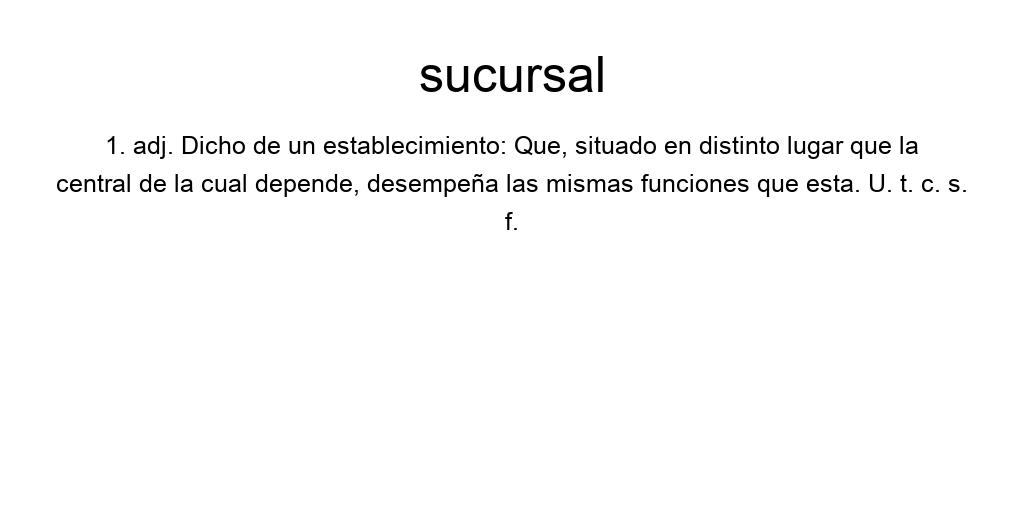 sucursal
1. adj. Dicho de un establecimiento: Que, situado en distinto lugar que la
central de la cual depende, desempeña las mismas funciones que esta. U. t. c. s.
f.